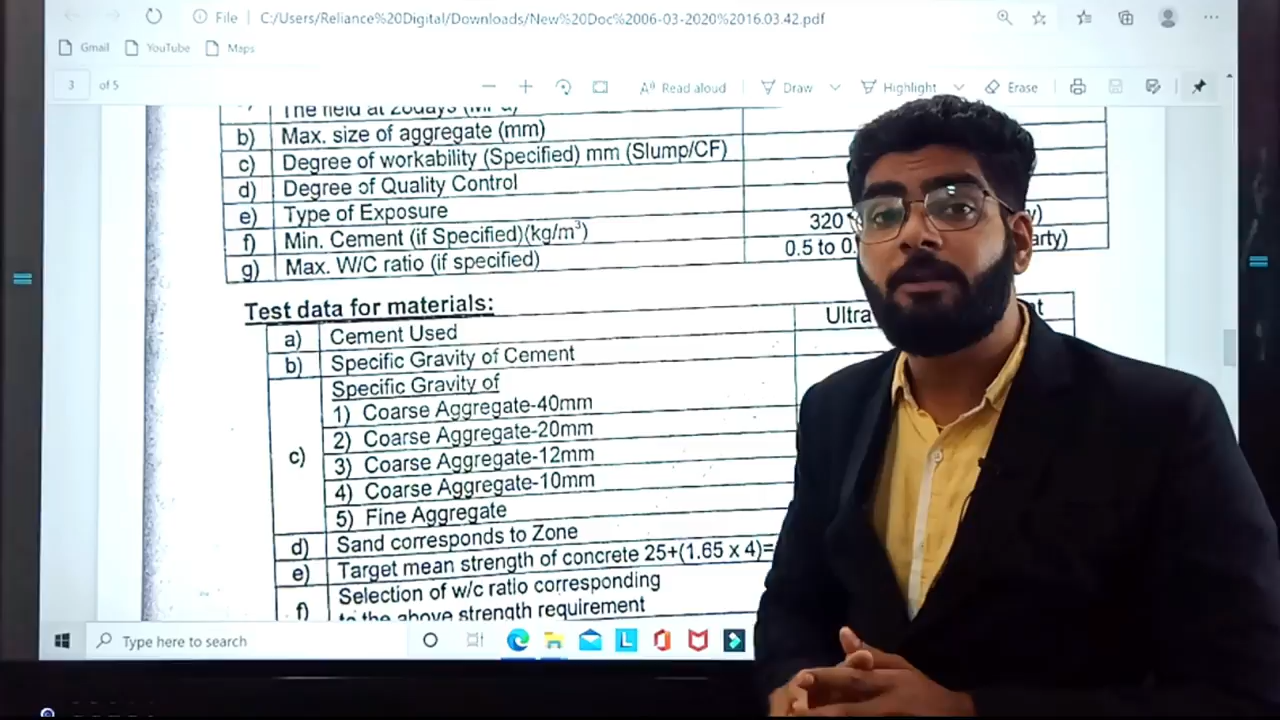 File | C:/Users/Reliance%20Digital/Downloads/New%20Doc%2006-03-2020%2016.03.42.pdf
Gmail YouTube Maps
3 of 5 Read aloud Draw Highlight Erase
b) Max. size of aggregate (mm)
c) Degree of workability (Specified) mm (Slump/CF)
d) Degree of Quality Control
e) Type of Exposure
f) Min. Cement (if Specified)(kg/m³) 320
g) Max. W/C ratio (if specified) 0.5 to
Test data for materials:
a) Cement Used Ultra
b) Specific Gravity of Cement
Specific Gravity of
1) Coarse Aggregate-40mm
2) Coarse Aggregate-20mm
c) 3) Coarse Aggregate-12mm
4) Coarse Aggregate-10mm
5) Fine Aggregate
d) Sand corresponds to Zone
e) Target mean strength of concrete 25+(1.65 x 4)=
f) Selection of w/c ratio corresponding
to the above strength requirement
Type here to search